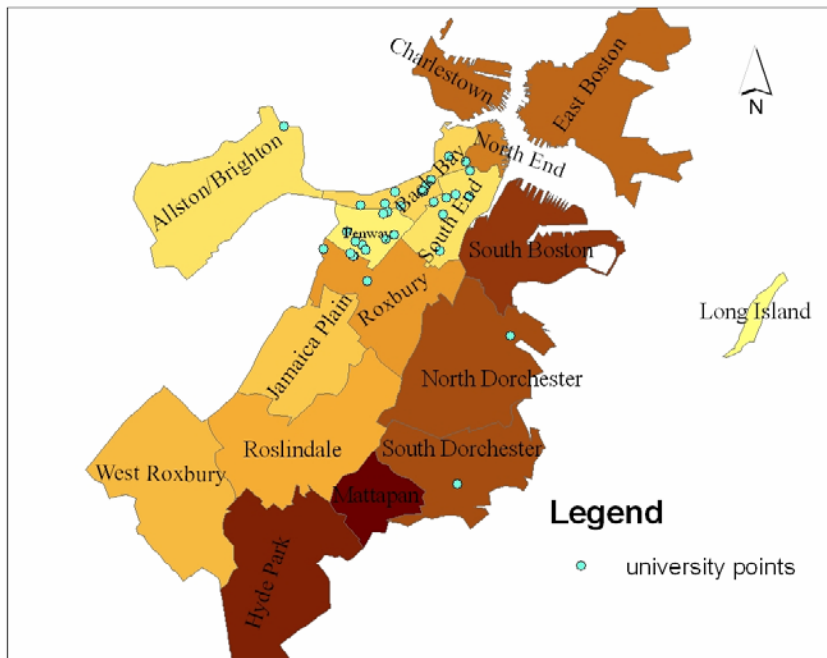 Charlestown
East Boston
N
North End
Allston/Brighton
Back Bay
Fenway
South End
South Boston
Roxbury
Long Island
Jamaica Plain
North Dorchester
Roslindale
South Dorchester
West Roxbury
Mattapan
Legend
university points
Hyde Park